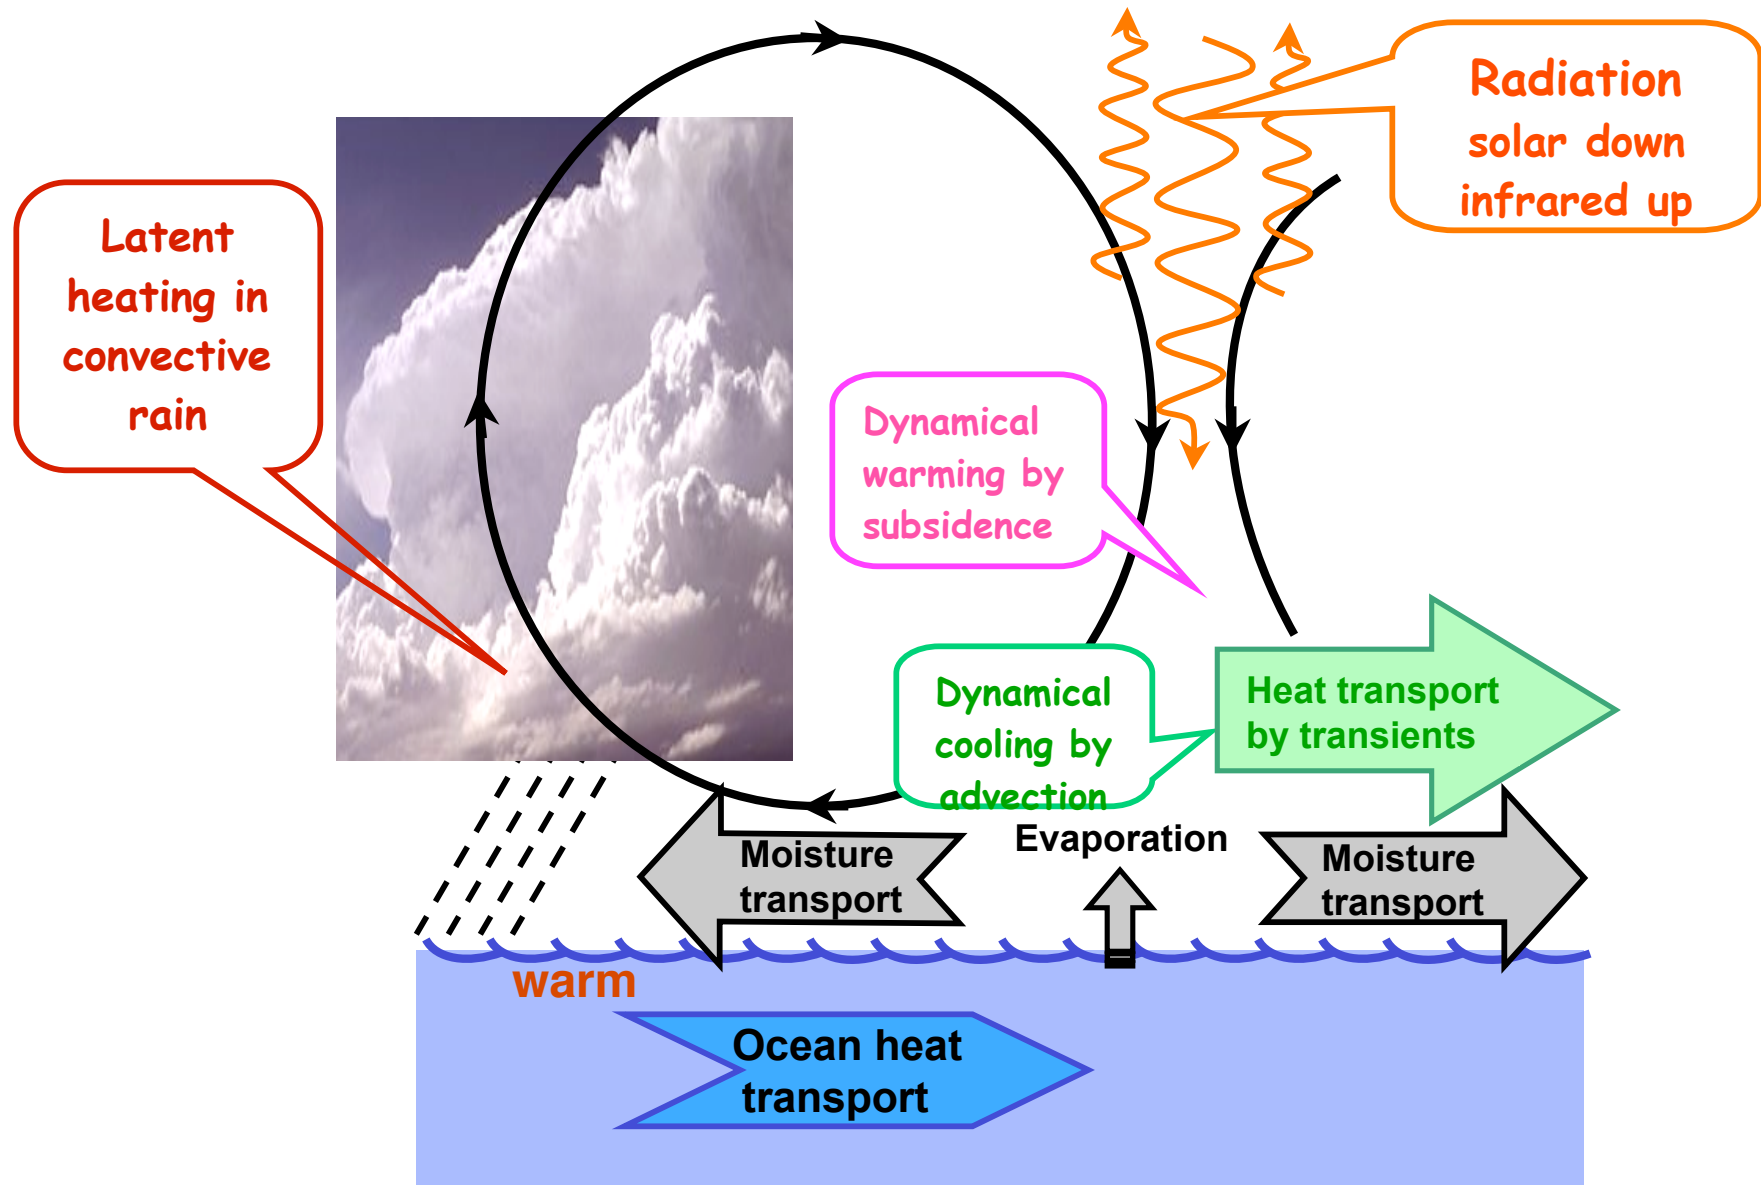 Radiation
solar down
infrared up
Latent
heating in
convective
rain
Dynamical
warming by
subsidence
Dynamical
cooling by
advection
Heat transport
by transients
Evaporation
Moisture
transport
Moisture
transport
warm
Ocean heat
transport